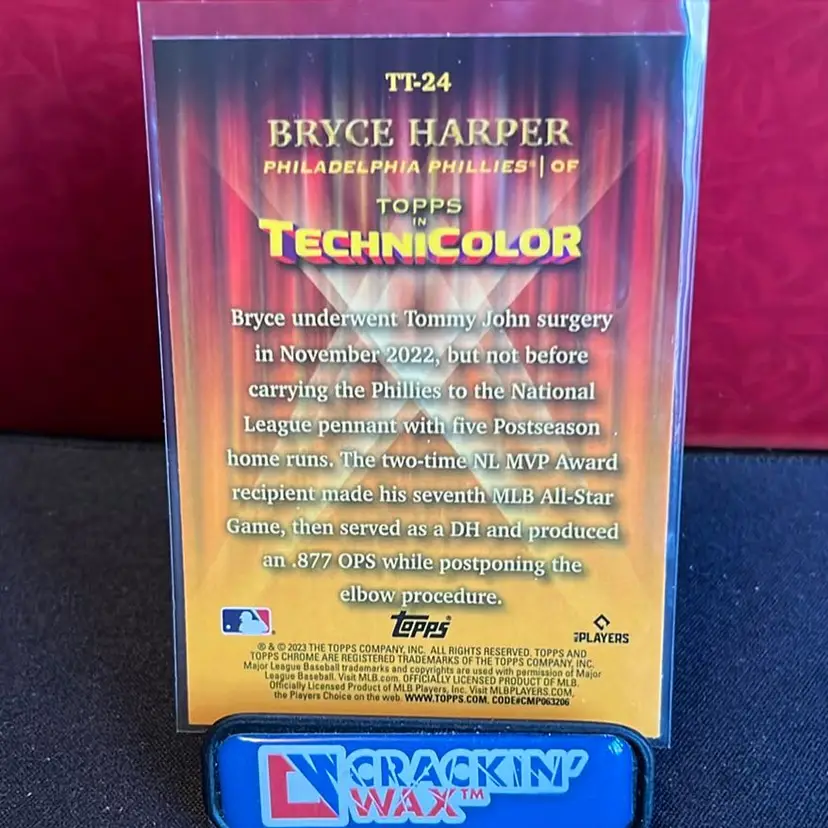 TT-24
BRYCE HARPER
PHILADELPHIA PHILLIES® | OF
TOPPS
IN
TECHNICOLOR
Bryce underwent Tommy John surgery
in November 2022, but not before
carrying the Phillies to the National
League pennant with five Postseason
home runs. The two-time NL MVP Award
recipient made his seventh MLB All-Star
Game, then served as a DH and produced
an .877 OPS while postponing the
elbow procedure.
topps®
PLAYERS
® & © 2023 THE TOPPS COMPANY, INC. ALL RIGHTS RESERVED. TOPPS AND
TOPPS CHROME ARE REGISTERED TRADEMARKS OF THE TOPPS COMPANY, INC.
Major League Baseball trademarks and copyrights are used with permission of Major
League Baseball. Visit MLB.com. OFFICIALLY LICENSED PRODUCT OF MLB.
Officially Licensed Product of MLB Players, Inc. Visit MLBPLAYERS.COM,
the Players Choice on the web. WWW.TOPPS.COM. CODE#CMP063206
CRACKIN'
WAX™